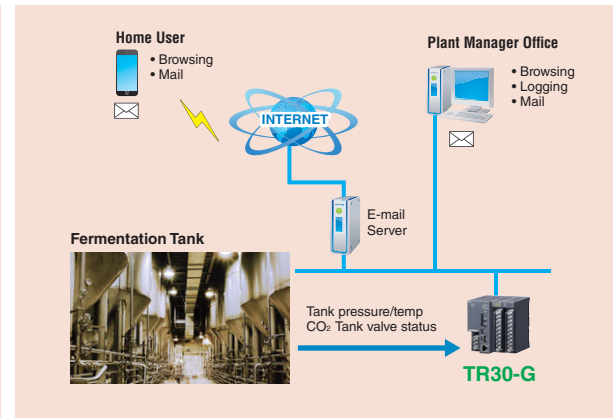 Home User
• Browsing
• Mail
INTERNET
Plant Manager Office
• Browsing
• Logging
• Mail
E-mail
Server
Fermentation Tank
Tank pressure/temp
CO₂ Tank valve status
TR30-G